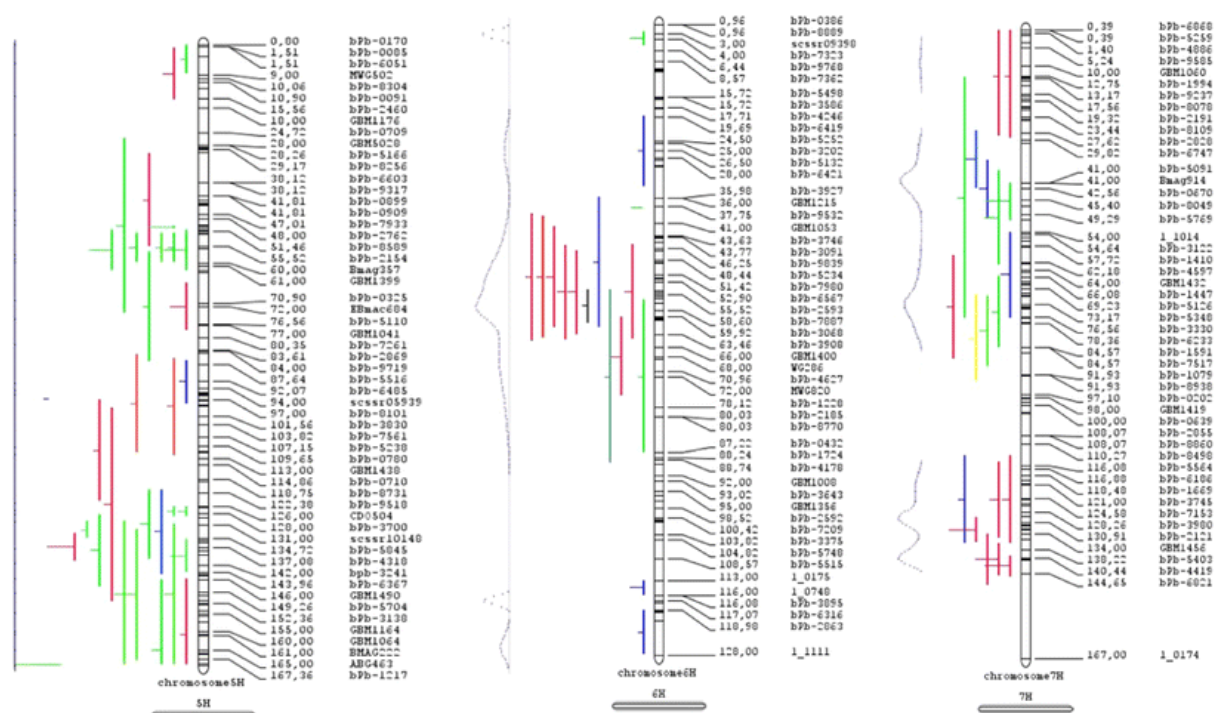 0,80 bPb-0170
1,51 bPb-0085
1,51 bPb-6051
9,00 MWG502
10,06 bPb-8304
10,90 bPb-0091
15,56 bPb-2460
18,00 GBM1176
24,72 bPb-0709
28,00 GBM5028
28,26 bPb-5166
29,17 bPb-8256
38,12 bPb-6603
38,12 bPb-9317
41,81 bPb-0899
41,81 bPb-0909
47,01 bPb-7933
48,00 bPb-2762
51,46 bPb-8589
55,52 bPb-2154
60,00 Bmag357
61,00 GBM1399
70,90 bPb-0325
72,00 EBmac684
76,56 bPb-5110
77,00 GBM1041
80,35 bPb-7261
83,61 bPb-2869
84,00 bPb-9719
87,64 bPb-5516
92,07 bPb-6485
94,00 scssr05939
97,00 bPb-8101
101,56 bPb-3830
103,82 bPb-7561
107,15 bPb-5238
109,65 bPb-0780
113,00 GBM1438
114,86 bPb-0710
118,75 bPb-8731
122,38 bPb-9518
126,00 CDO504
128,00 bPb-3700
131,00 scssr10148
134,72 bPb-5845
137,08 bPb-4318
142,00 bpb-3241
143,96 bPb-6367
146,00 GBM1490
149,26 bPb-5704
152,36 bPb-3138
155,00 GBM1164
160,00 GBM1064
161,00 BMAG222
165,00 ABG463
167,36 bPb-1217
chromosome5H
5H
0,96 bPb-0386
0,96 bPb-8889
3,00 scssr09398
4,00 bPb-7323
6,44 bPb-9768
8,57 bPb-7362
15,72 bPb-5498
15,72 bPb-3586
17,71 bPb-4246
19,69 bPb-6419
24,50 bPb-5252
25,00 bPb-3202
26,50 bPb-5132
28,00 bPb-6421
35,98 bPb-3927
36,00 GBM1215
37,75 bPb-9532
41,00 GBM1053
43,63 bPb-3746
43,77 bPb-3091
46,25 bPb-9839
48,44 bPb-5234
51,42 bPb-7980
52,90 bPb-6567
55,52 bPb-2593
58,60 bPb-7887
59,92 bPb-3068
63,46 bPb-3908
66,00 GBM1400
68,00 WG286
70,96 bPb-4627
72,00 MWG820
78,12 bPb-1228
80,03 bPb-2185
80,03 bPb-8770
87,22 bPb-0432
88,24 bPb-1724
88,74 bPb-4178
92,00 GBM1008
93,02 bPb-3643
95,00 GBM1356
98,52 bPb-2592
100,42 bPb-7209
103,82 bPb-3375
104,82 bPb-5748
108,57 bPb-5515
113,00 1_0175
116,00 1_0748
116,08 bPb-3895
117,07 bPb-6316
118,98 bPb-2863
128,00 1_1111
chromosome6H
6H
0,39 bPb-6868
0,39 bPb-5259
1,40 bPb-4886
5,24 bPb-9585
10,00 GBM1060
12,75 bPb-1994
13,17 bPb-9237
17,56 bPb-8078
19,32 bPb-2191
23,44 bPb-8109
27,62 bPb-2828
29,82 bPb-6747
41,00 bPb-5091
41,00 Bmag914
42,56 bPb-0670
45,40 bPb-8049
49,29 bPb-5769
54,00 1_1014
54,64 bPb-3122
57,72 bPb-1410
62,18 bPb-4597
64,00 GBM1432
66,08 bPb-1447
69,23 bPb-5126
73,17 bPb-5348
76,56 bPb-3330
78,36 bPb-6233
84,57 bPb-1591
84,57 bPb-7517
91,93 bPb-1079
91,93 bPb-8938
97,10 bPb-0202
98,00 GBM1419
100,00 bPb-0639
108,07 bPb-2855
108,07 bPb-8860
110,27 bPb-8498
116,08 bPb-5564
116,88 bPb-6186
118,48 bPb-1669
121,00 bPb-3745
124,58 bPb-7153
128,26 bPb-3980
130,91 bPb-2121
134,00 GBM1456
138,22 bPb-5403
140,44 bPb-4419
144,65 bPb-6821
167,00 1_0174
chromosome7H
7H